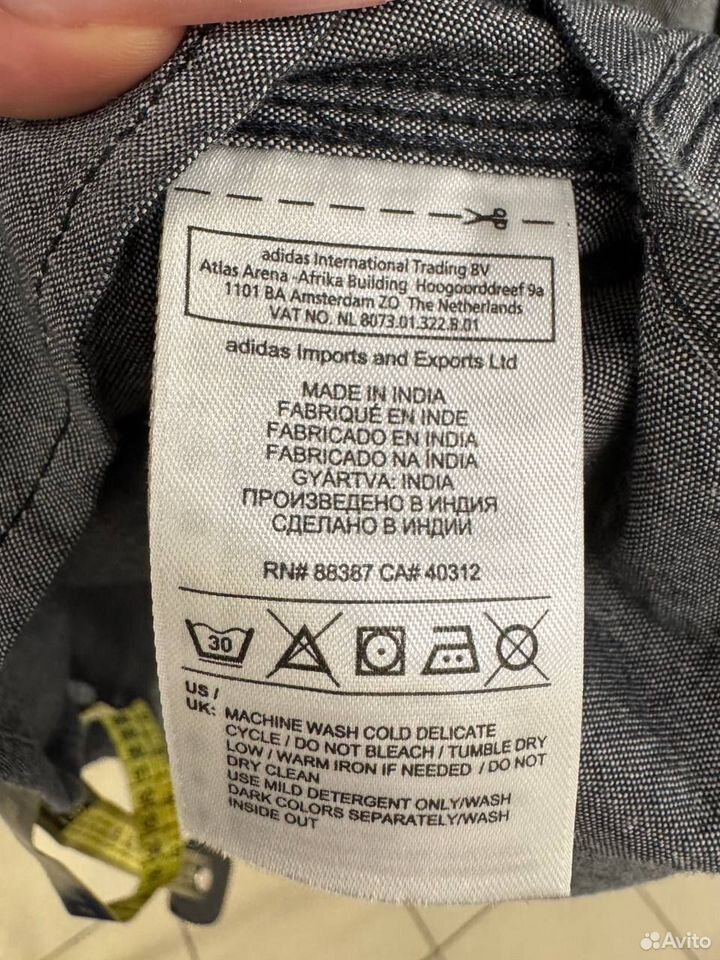 adidas International Trading BV
Atlas Arena -Afrika Building Hoogoorddreef 9a
1101 BA Amsterdam ZO The Netherlands
VAT NO. NL 8073.01.322.B.01
adidas Imports and Exports Ltd
MADE IN INDIA
FABRIQUÉ EN INDE
FABRICADO EN INDIA
FABRICADO NA ÍNDIA
GYÁRTVA: INDIA
ПРОИЗВЕДЕНО В ИНДИЯ
СДЕЛАНО В ИНДИИ
RN# 88387 CA# 40312
30
US /
UK: MACHINE WASH COLD DELICATE
CYCLE / DO NOT BLEACH / TUMBLE DRY
LOW / WARM IRON IF NEEDED / DO NOT
DRY CLEAN
USE MILD DETERGENT ONLY/WASH
DARK COLORS SEPARATELY/WASH
INSIDE OUT
Avito